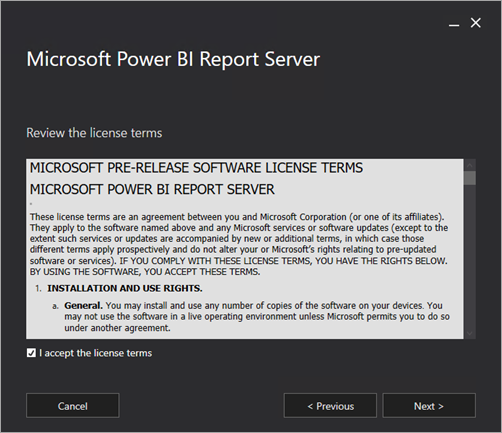 Microsoft Power BI Report Server
Review the license terms
MICROSOFT PRE-RELEASE SOFTWARE LICENSE TERMS
MICROSOFT POWER BI REPORT SERVER
These license terms are an agreement between you and Microsoft Corporation (or one of its affiliates).
They apply to the software named above and any Microsoft services or software updates (except to the
extent such services or updates are accompanied by new or additional terms, in which case those
different terms apply prospectively and do not alter your or Microsoft's rights relating to pre-updated
software or services). IF YOU COMPLY WITH THESE LICENSE TERMS, YOU HAVE THE RIGHTS BELOW.
BY USING THE SOFTWARE, YOU ACCEPT THESE TERMS.
1. INSTALLATION AND USE RIGHTS.
a. General. You may install and use any number of copies of the software on your devices. You
may not use the software in a live operating environment unless Microsoft permits you to do so
under another agreement.
I accept the license terms
Cancel < Previous Next >